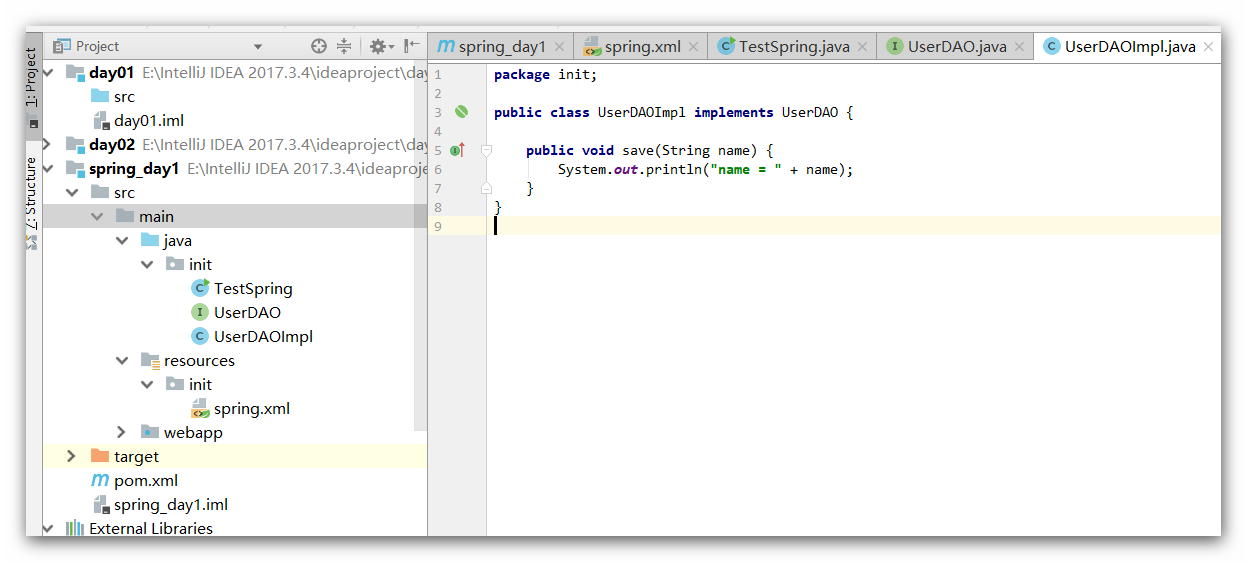 Project
spring_day1
spring.xml
TestSpring.java
UserDAO.java
UserDAOImpl.java
1: Project
7: Structure
day01 E:\IntelliJ IDEA 2017.3.4\ideaproject\day
src
day01.iml
day02 E:\IntelliJ IDEA 2017.3.4\ideaproject\day
spring_day1 E:\IntelliJ IDEA 2017.3.4\ideaproje
src
main
java
init
TestSpring
UserDAO
UserDAOImpl
resources
init
spring.xml
webapp
target
pom.xml
spring_day1.iml
External Libraries
1 package init;
2
3 public class UserDAOImpl implements UserDAO {
4
5 public void save(String name) {
6 System.out.println("name = " + name);
7 }
8 }
9